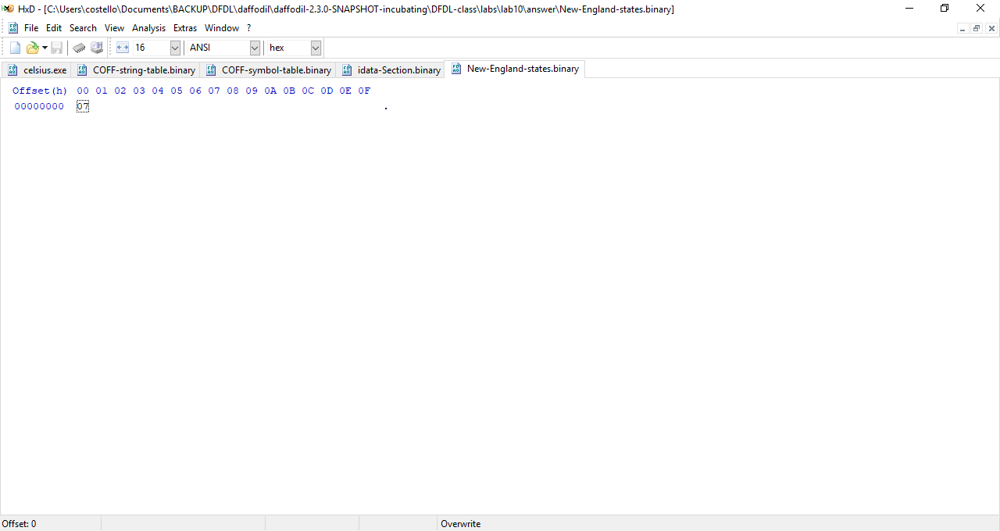 HxD - [C:\Users\costello\Documents\BACKUP\DFDL\daffodil\daffodil-2.3.0-SNAPSHOT-incubating\DFDL-class\labs\lab10\answer\New-England-states.binary]
File Edit Search View Analysis Extras Window ?
16 ANSI hex
celsius.exe COFF-string-table.binary COFF-symbol-table.binary idata-Section.binary New-England-states.binary
Offset(h) 00 01 02 03 04 05 06 07 08 09 0A 0B 0C 0D 0E 0F
00000000 07 .
Offset: 0 Overwrite